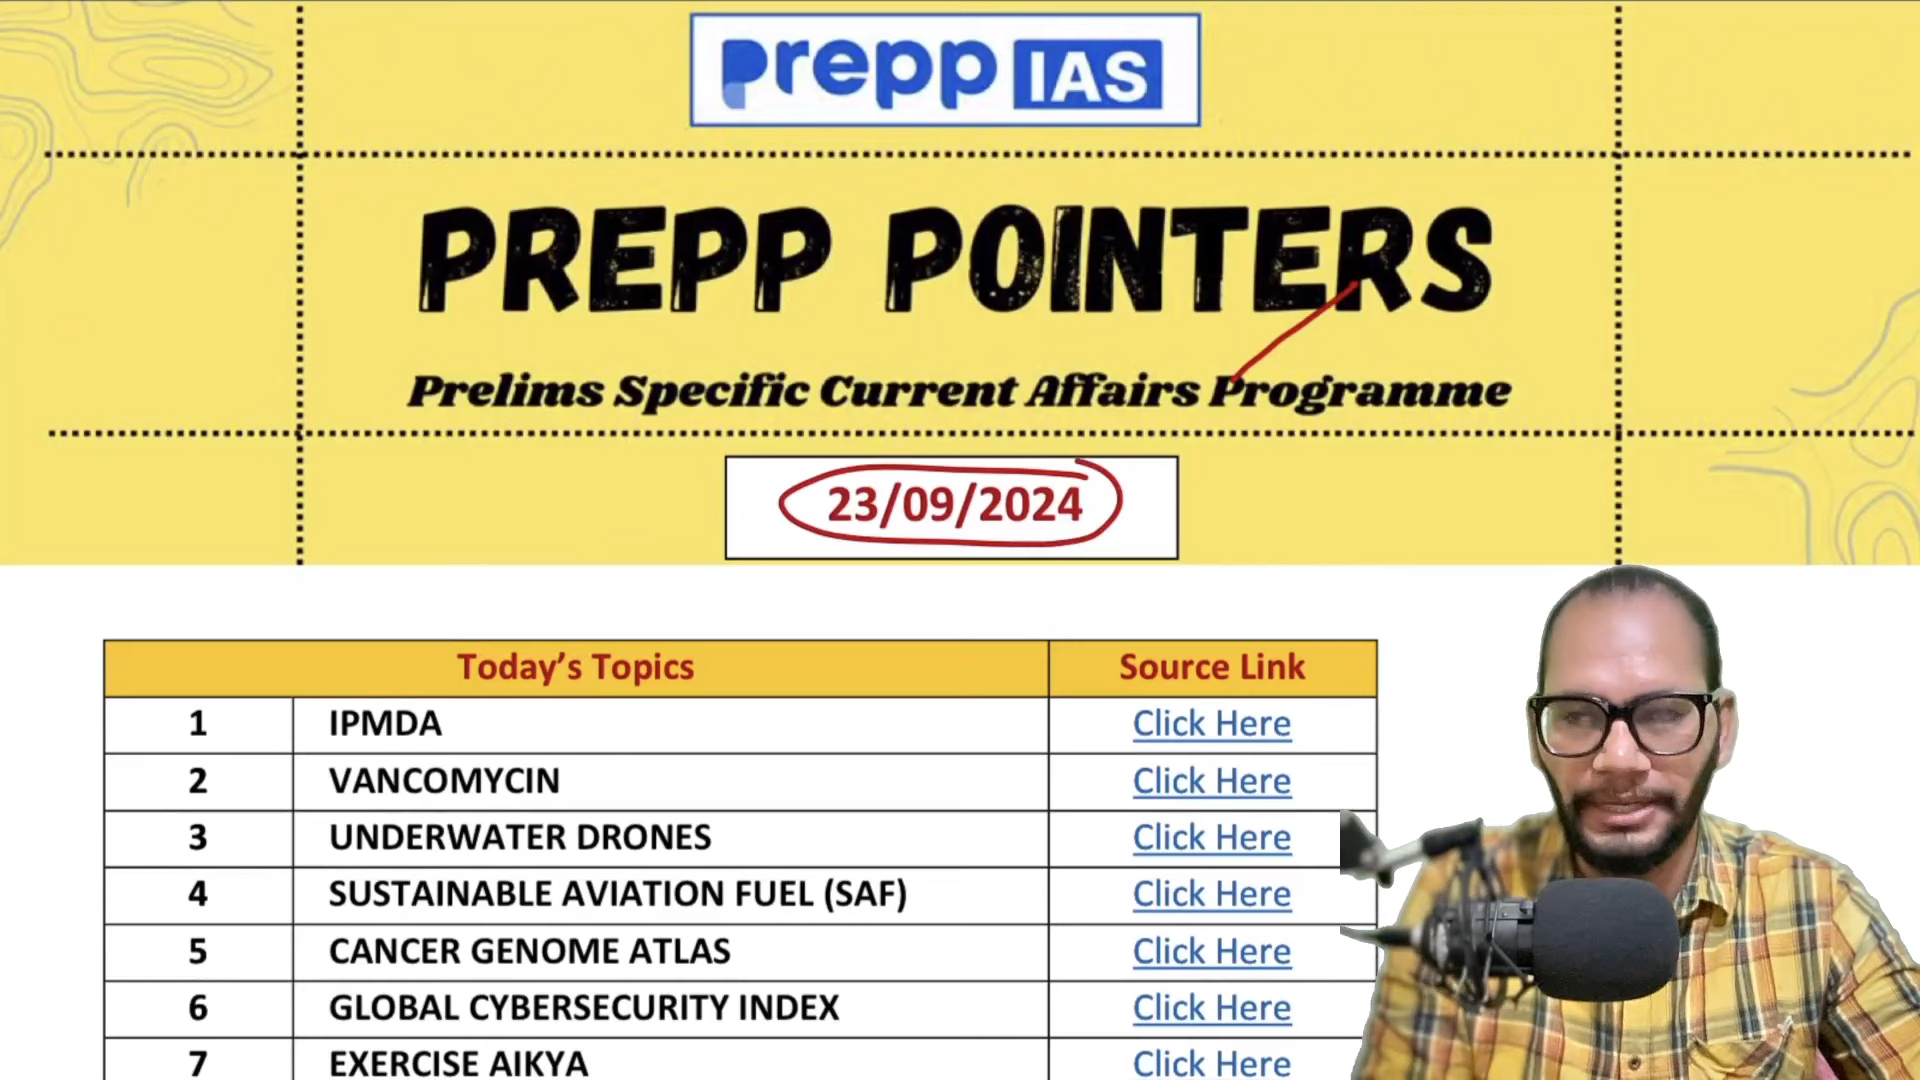 prepp IAS
PREPP POINTERS
Prelims Specific Current Affairs Programme
23/09/2024
Today’s Topics Source Link
1 IPMDA Click Here
2 VANCOMYCIN Click Here
3 UNDERWATER DRONES Click Here
4 SUSTAINABLE AVIATION FUEL (SAF) Click Here
5 CANCER GENOME ATLAS Click Here
6 GLOBAL CYBERSECURITY INDEX Click Here
7 EXERCISE AIKYA Click Here